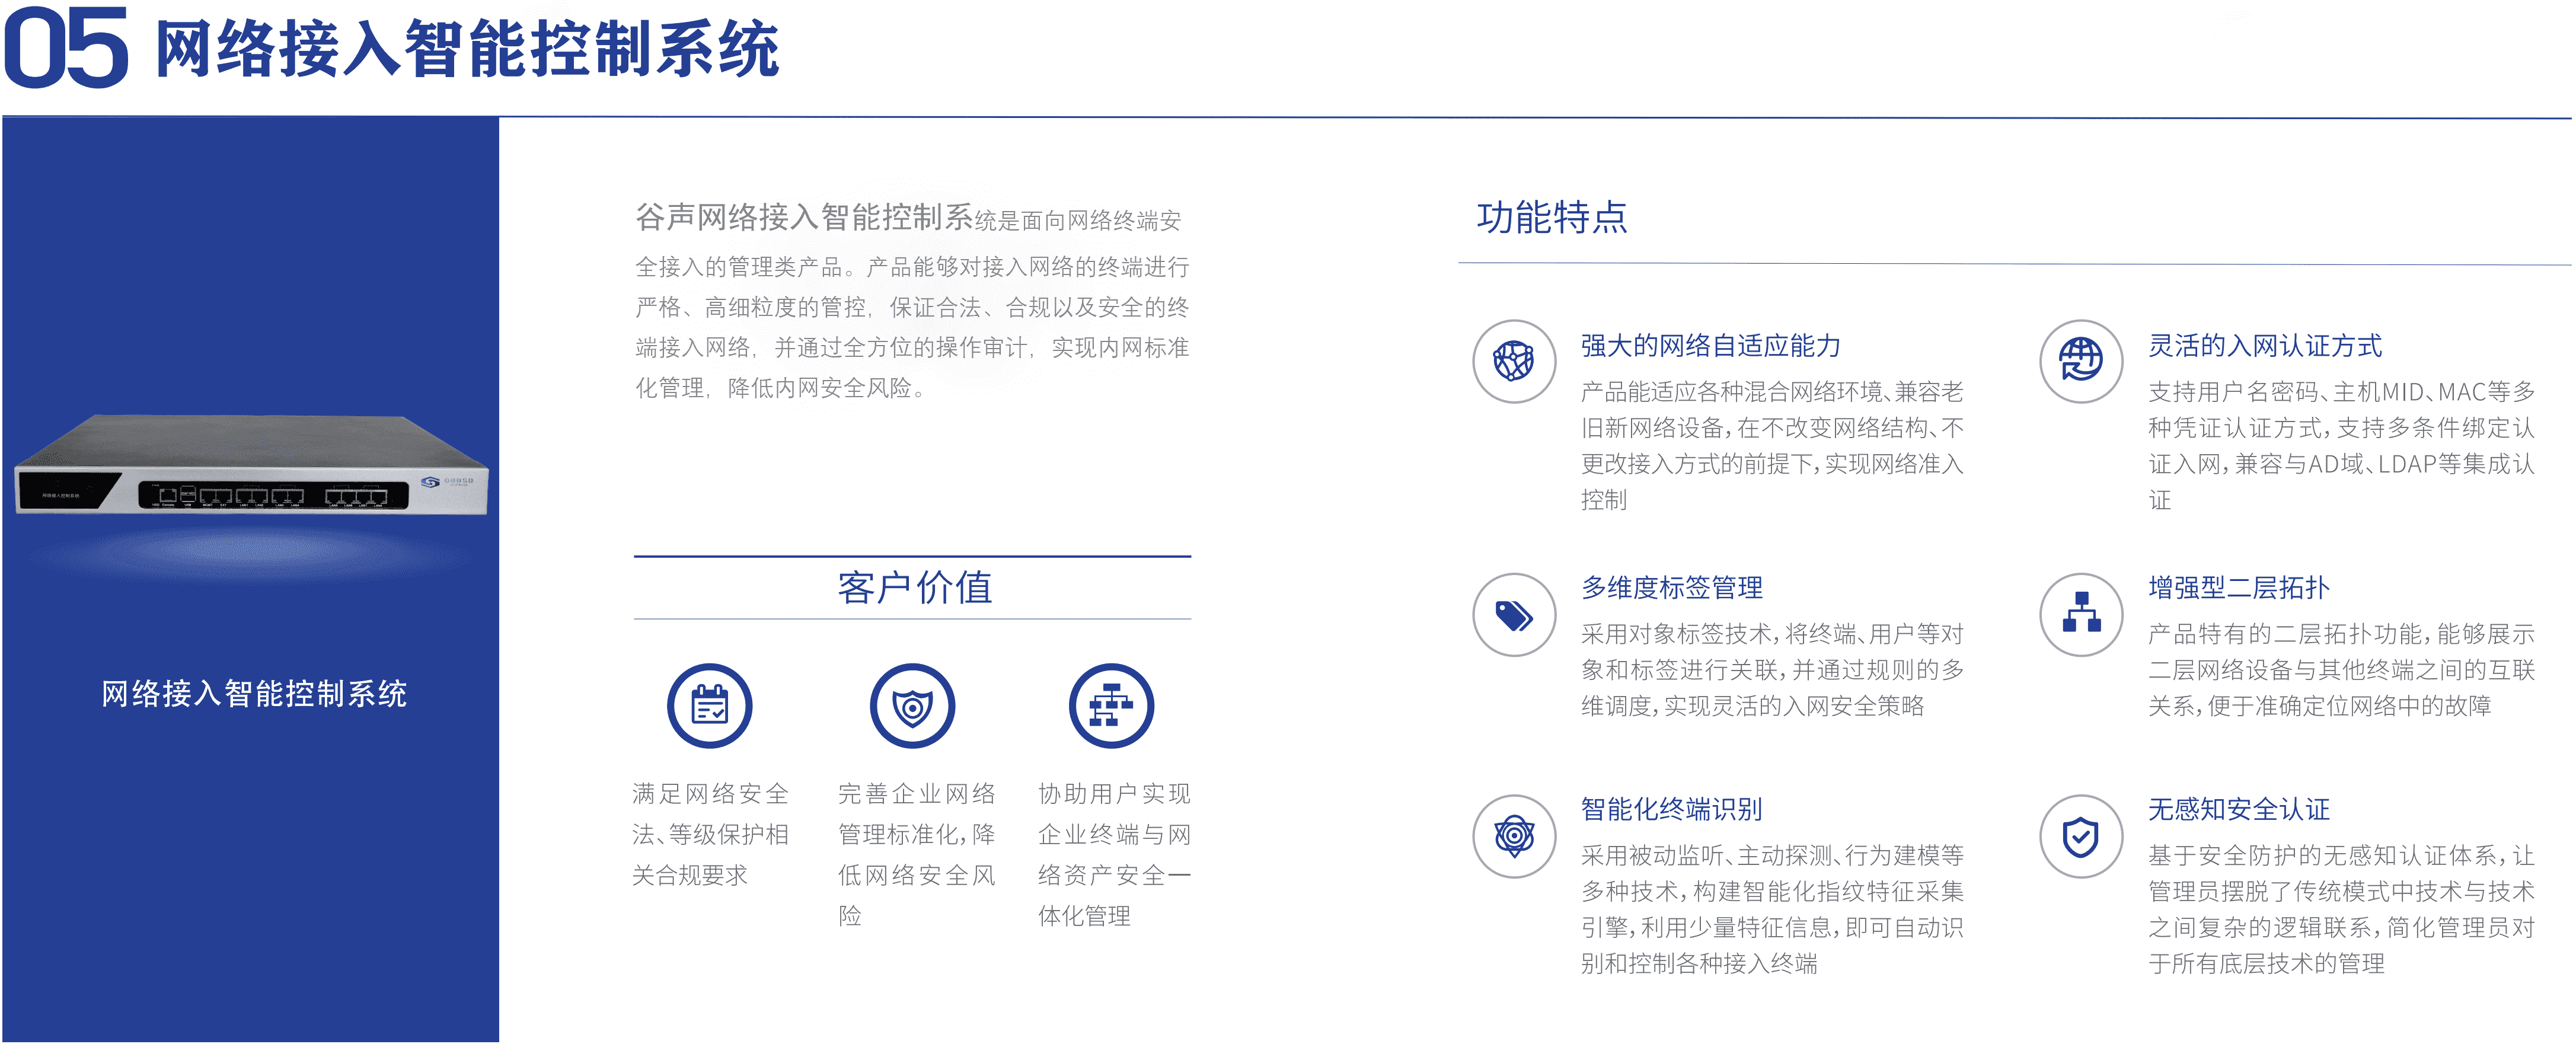 05 网络接入智能控制系统
网络接入控制系统
网络接入智能控制系统
谷声网络接入智能控制系统是面向网络终端安
全接入的管理类产品。产品能够对接入网络的终端进行
严格、高细粒度的管控，保证合法、合规以及安全的终
端接入网络，并通过全方位的操作审计，实现内网标准
化管理，降低内网安全风险。
客户价值
满足网络安全
法、等级保护相
关合规要求
完善企业网络
管理标准化，降
低网络安全风
险
协助用户实现
企业终端与网
络资产安全一
体化管理
功能特点
强大的网络自适应能力
产品能适应各种混合网络环境、兼容老
旧新网络设备，在不改变网络结构、不
更改接入方式的前提下，实现网络准入
控制
灵活的入网认证方式
支持用户名密码、主机MID、MAC等多
种凭证认证方式，支持多条件绑定认
证入网，兼容与AD域、LDAP等集成认
证
多维度标签管理
采用对象标签技术，将终端、用户等对
象和标签进行关联，并通过规则的多
维调度，实现灵活的入网安全策略
增强型二层拓扑
产品特有的二层拓扑功能，能够展示
二层网络设备与其他终端之间的互联
关系，便于准确定位网络中的故障
智能化终端识别
采用被动监听、主动探测、行为建模等
多种技术，构建智能化指纹特征采集
引擎，利用少量特征信息，即可自动识
别和控制各种接入终端
无感知安全认证
基于安全防护的无感知认证体系，让
管理员摆脱了传统模式中技术与技术
之间复杂的逻辑联系，简化管理员对
于所有底层技术的管理